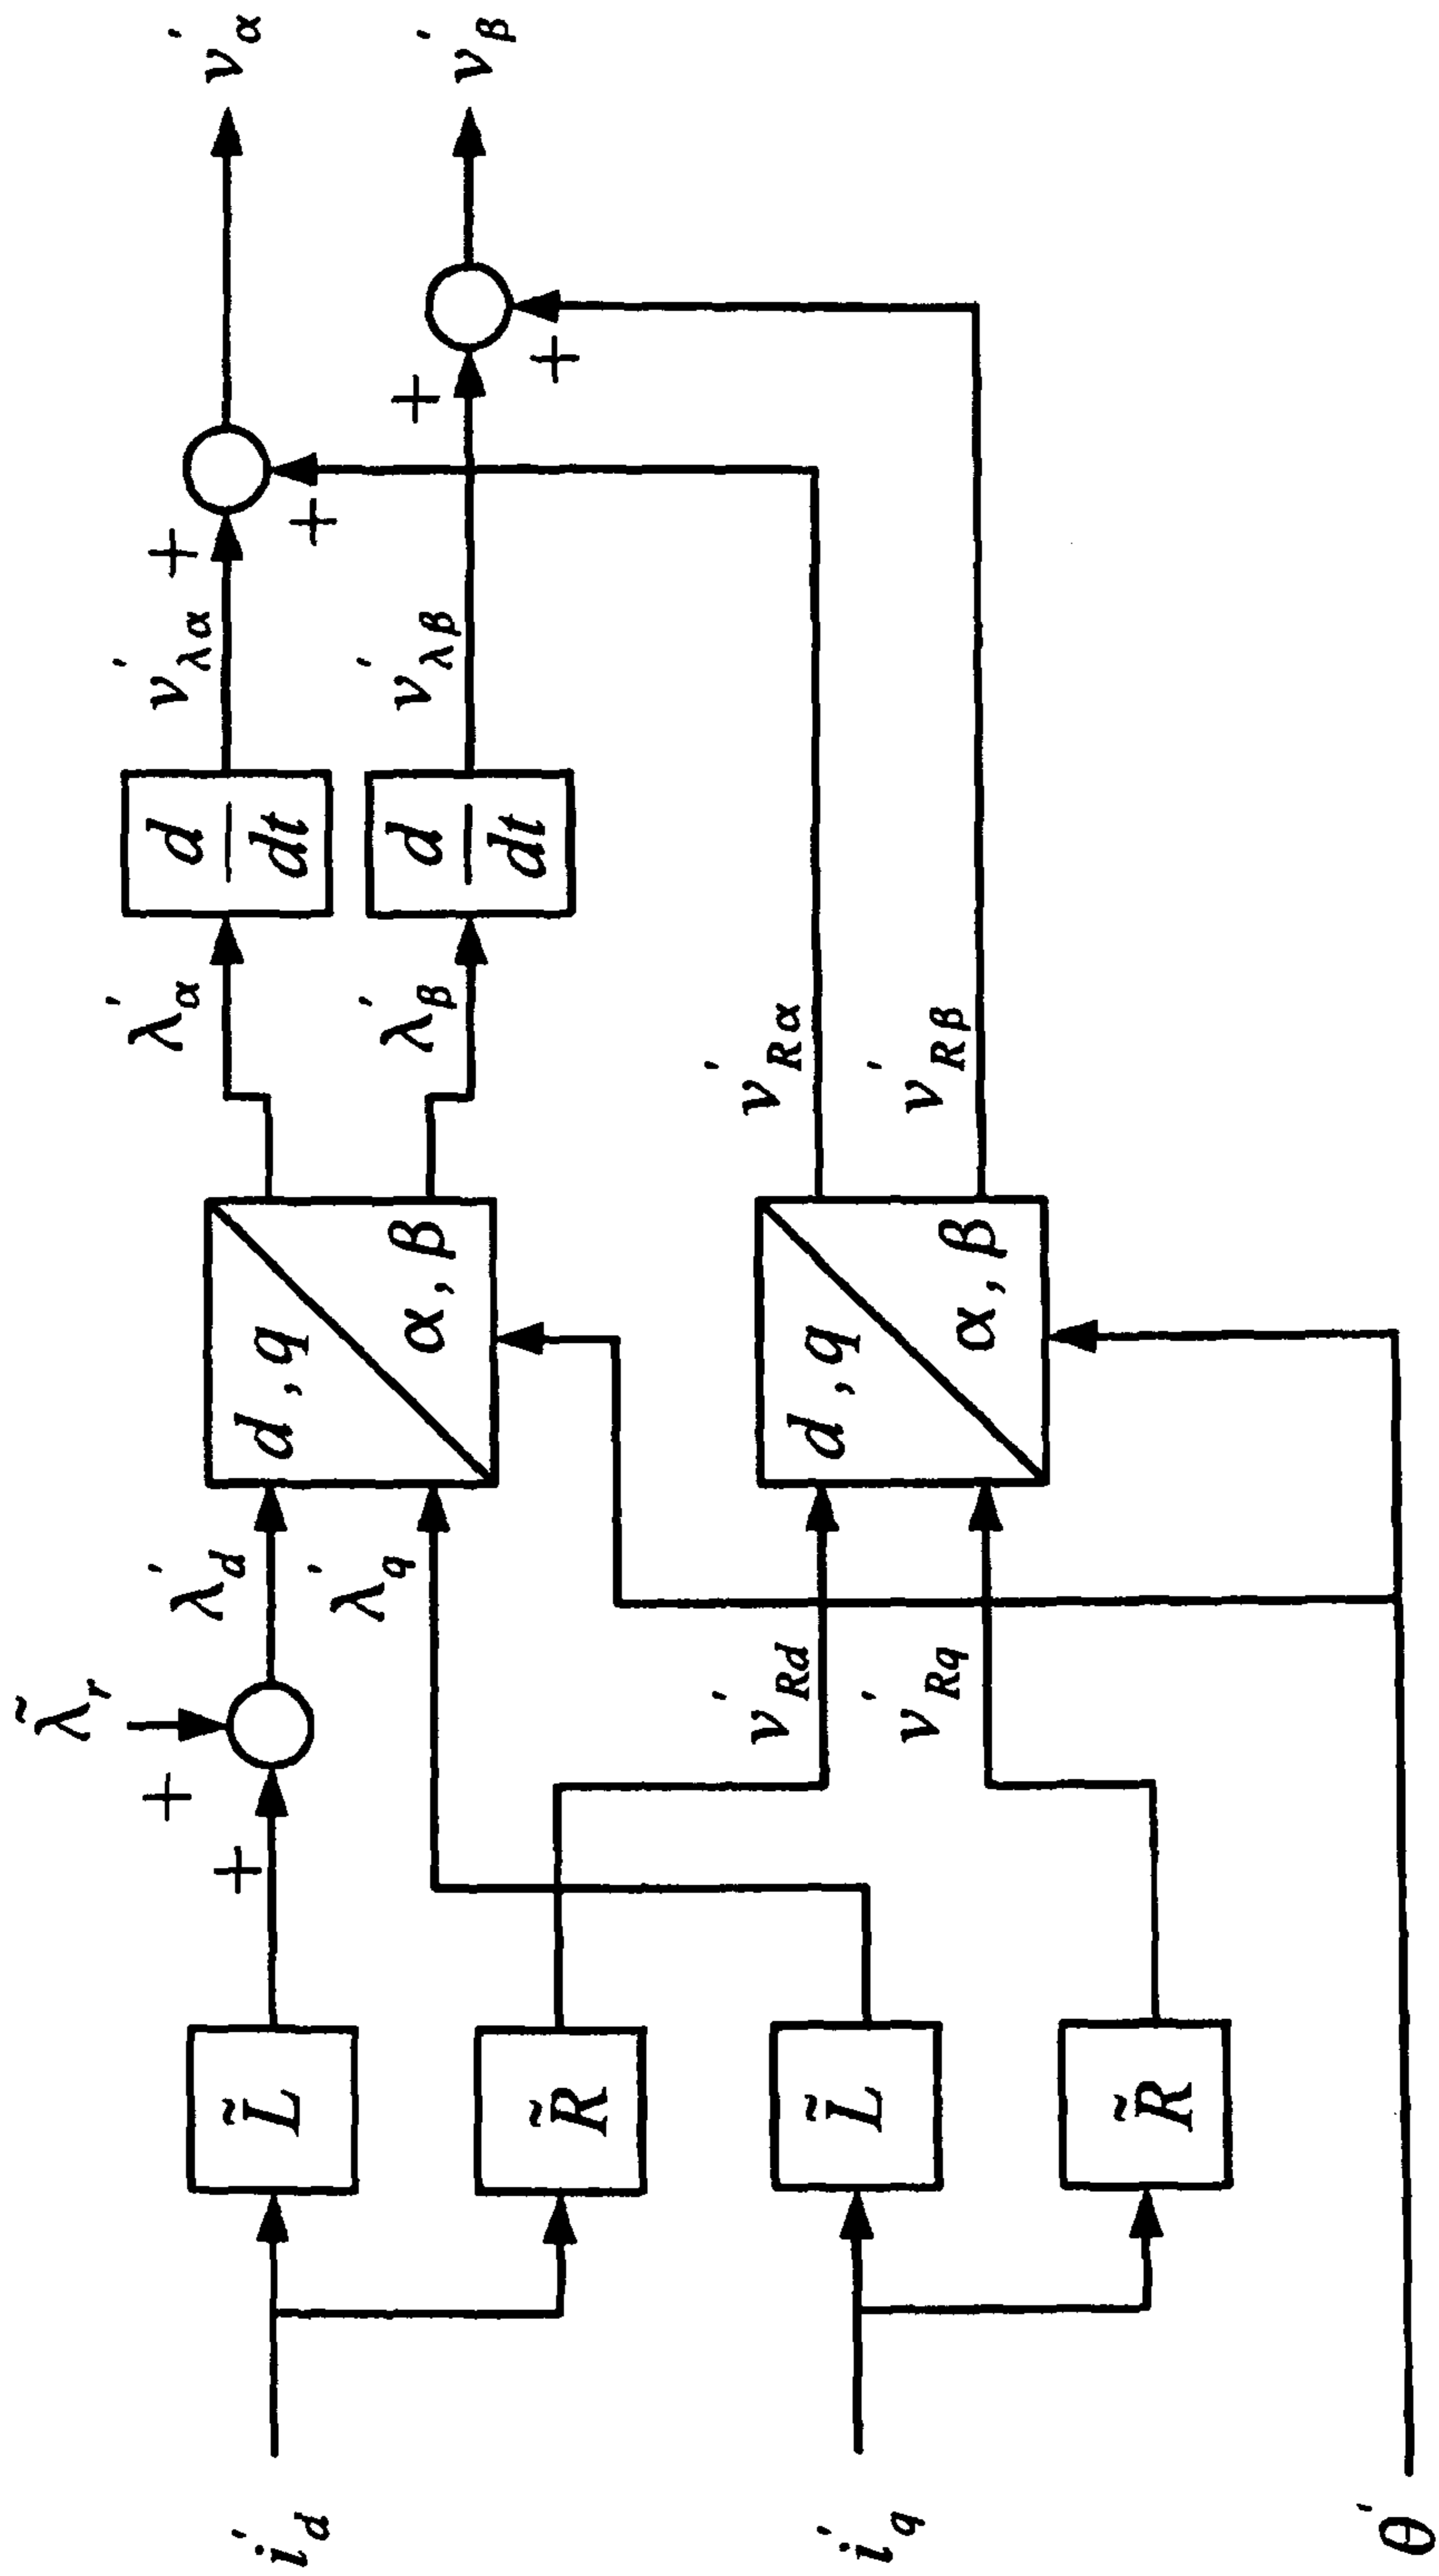 i'd
i'q
θ'
L̃
R̃
L̃
R̃
+
+
λ̃r
λ'd
λ'q
v'Rd
v'Rq
d, q
α, β
d, q
α, β
λ'α
λ'β
v'Rα
v'Rβ
d
dt
d
dt
v'λα
v'λβ
+
+
+
+
v'α
v'β